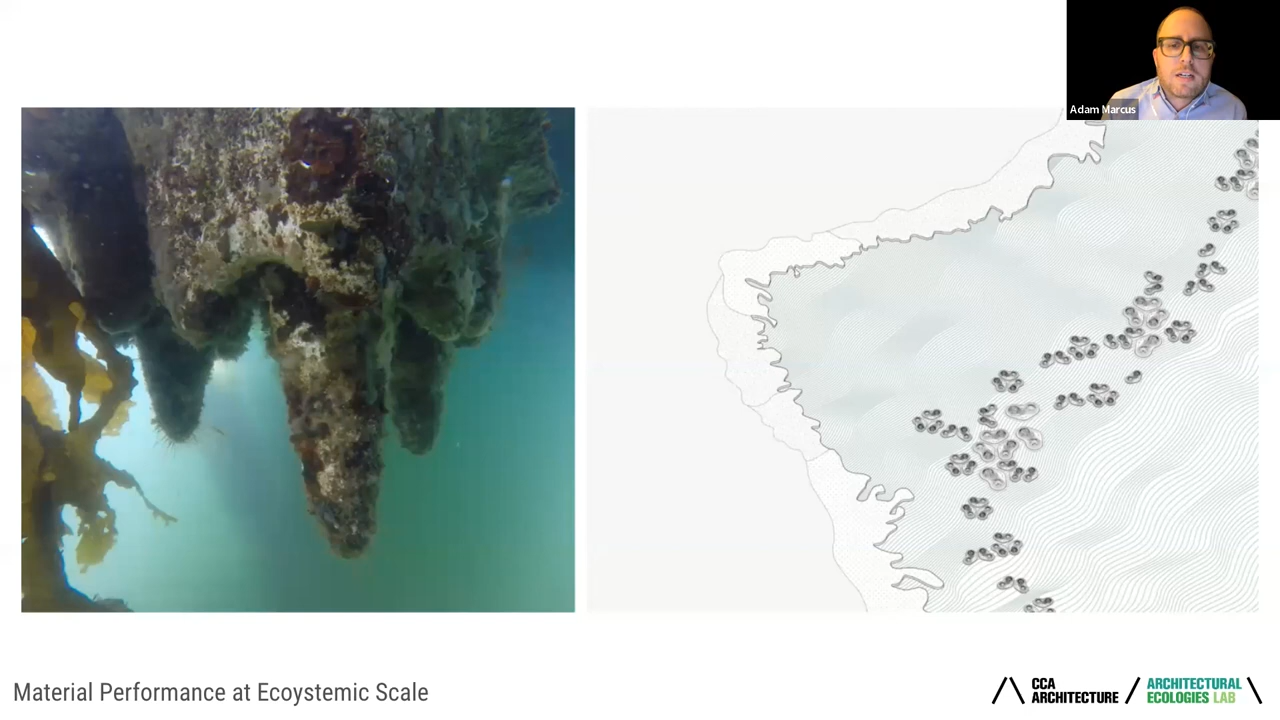 Adam Marcus
Material Performance at Ecoystemic Scale
CCA
ARCHITECTURE
ARCHITECTURAL
ECOLOGIES LAB